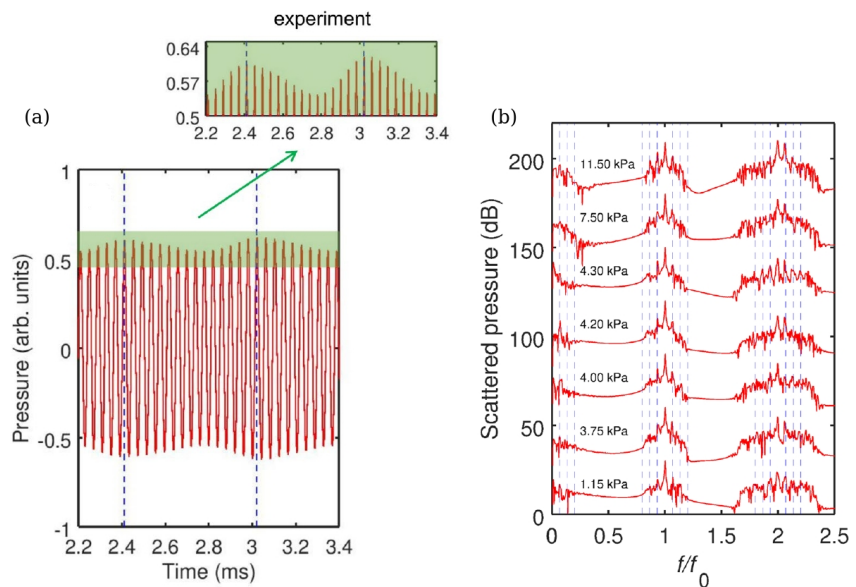 experiment
0.64
0.57
0.5
2.2 2.4 2.6 2.8 3 3.2 3.4
(a)
1
0.5
0
-0.5
-1
Pressure (arb. units)
2.2 2.4 2.6 2.8 3 3.2 3.4
Time (ms)
(b)
200
150
100
50
0
Scattered pressure (dB)
11.50 kPa
7.50 kPa
4.30 kPa
4.20 kPa
4.00 kPa
3.75 kPa
1.15 kPa
0 0.5 1 1.5 2 2.5
f/f0